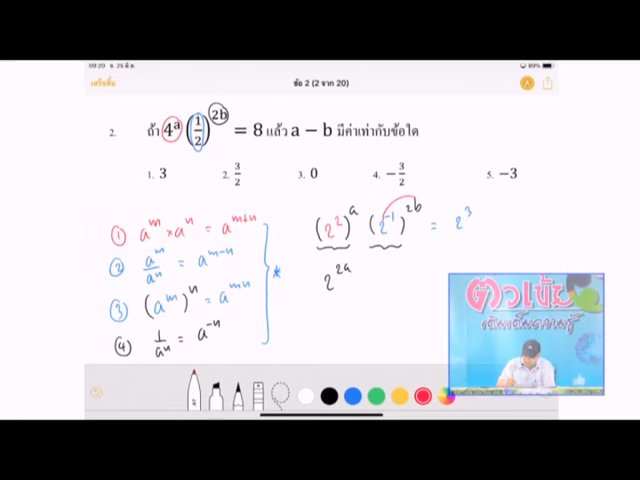 09:20 อ. 25 มี.ค. 89%
เสร็จสิ้น ข้อ 2 (2 จาก 20)
2. ถ้า 4^a (1/2)^2b = 8 แล้ว a − b มีค่าเท่ากับข้อใด
1. 3 2. 3/2 3. 0 4. −3/2 5. −3
① a^m × a^n = a^m+n
② a^m/a^n = a^m−n
③ (a^m)^n = a^mn
④ 1/a^n = a^−n
*
(2^2)^a (2^−1)^2b = 2^3
2^2a
ติวเข้ม
เติมเต็มความรู้